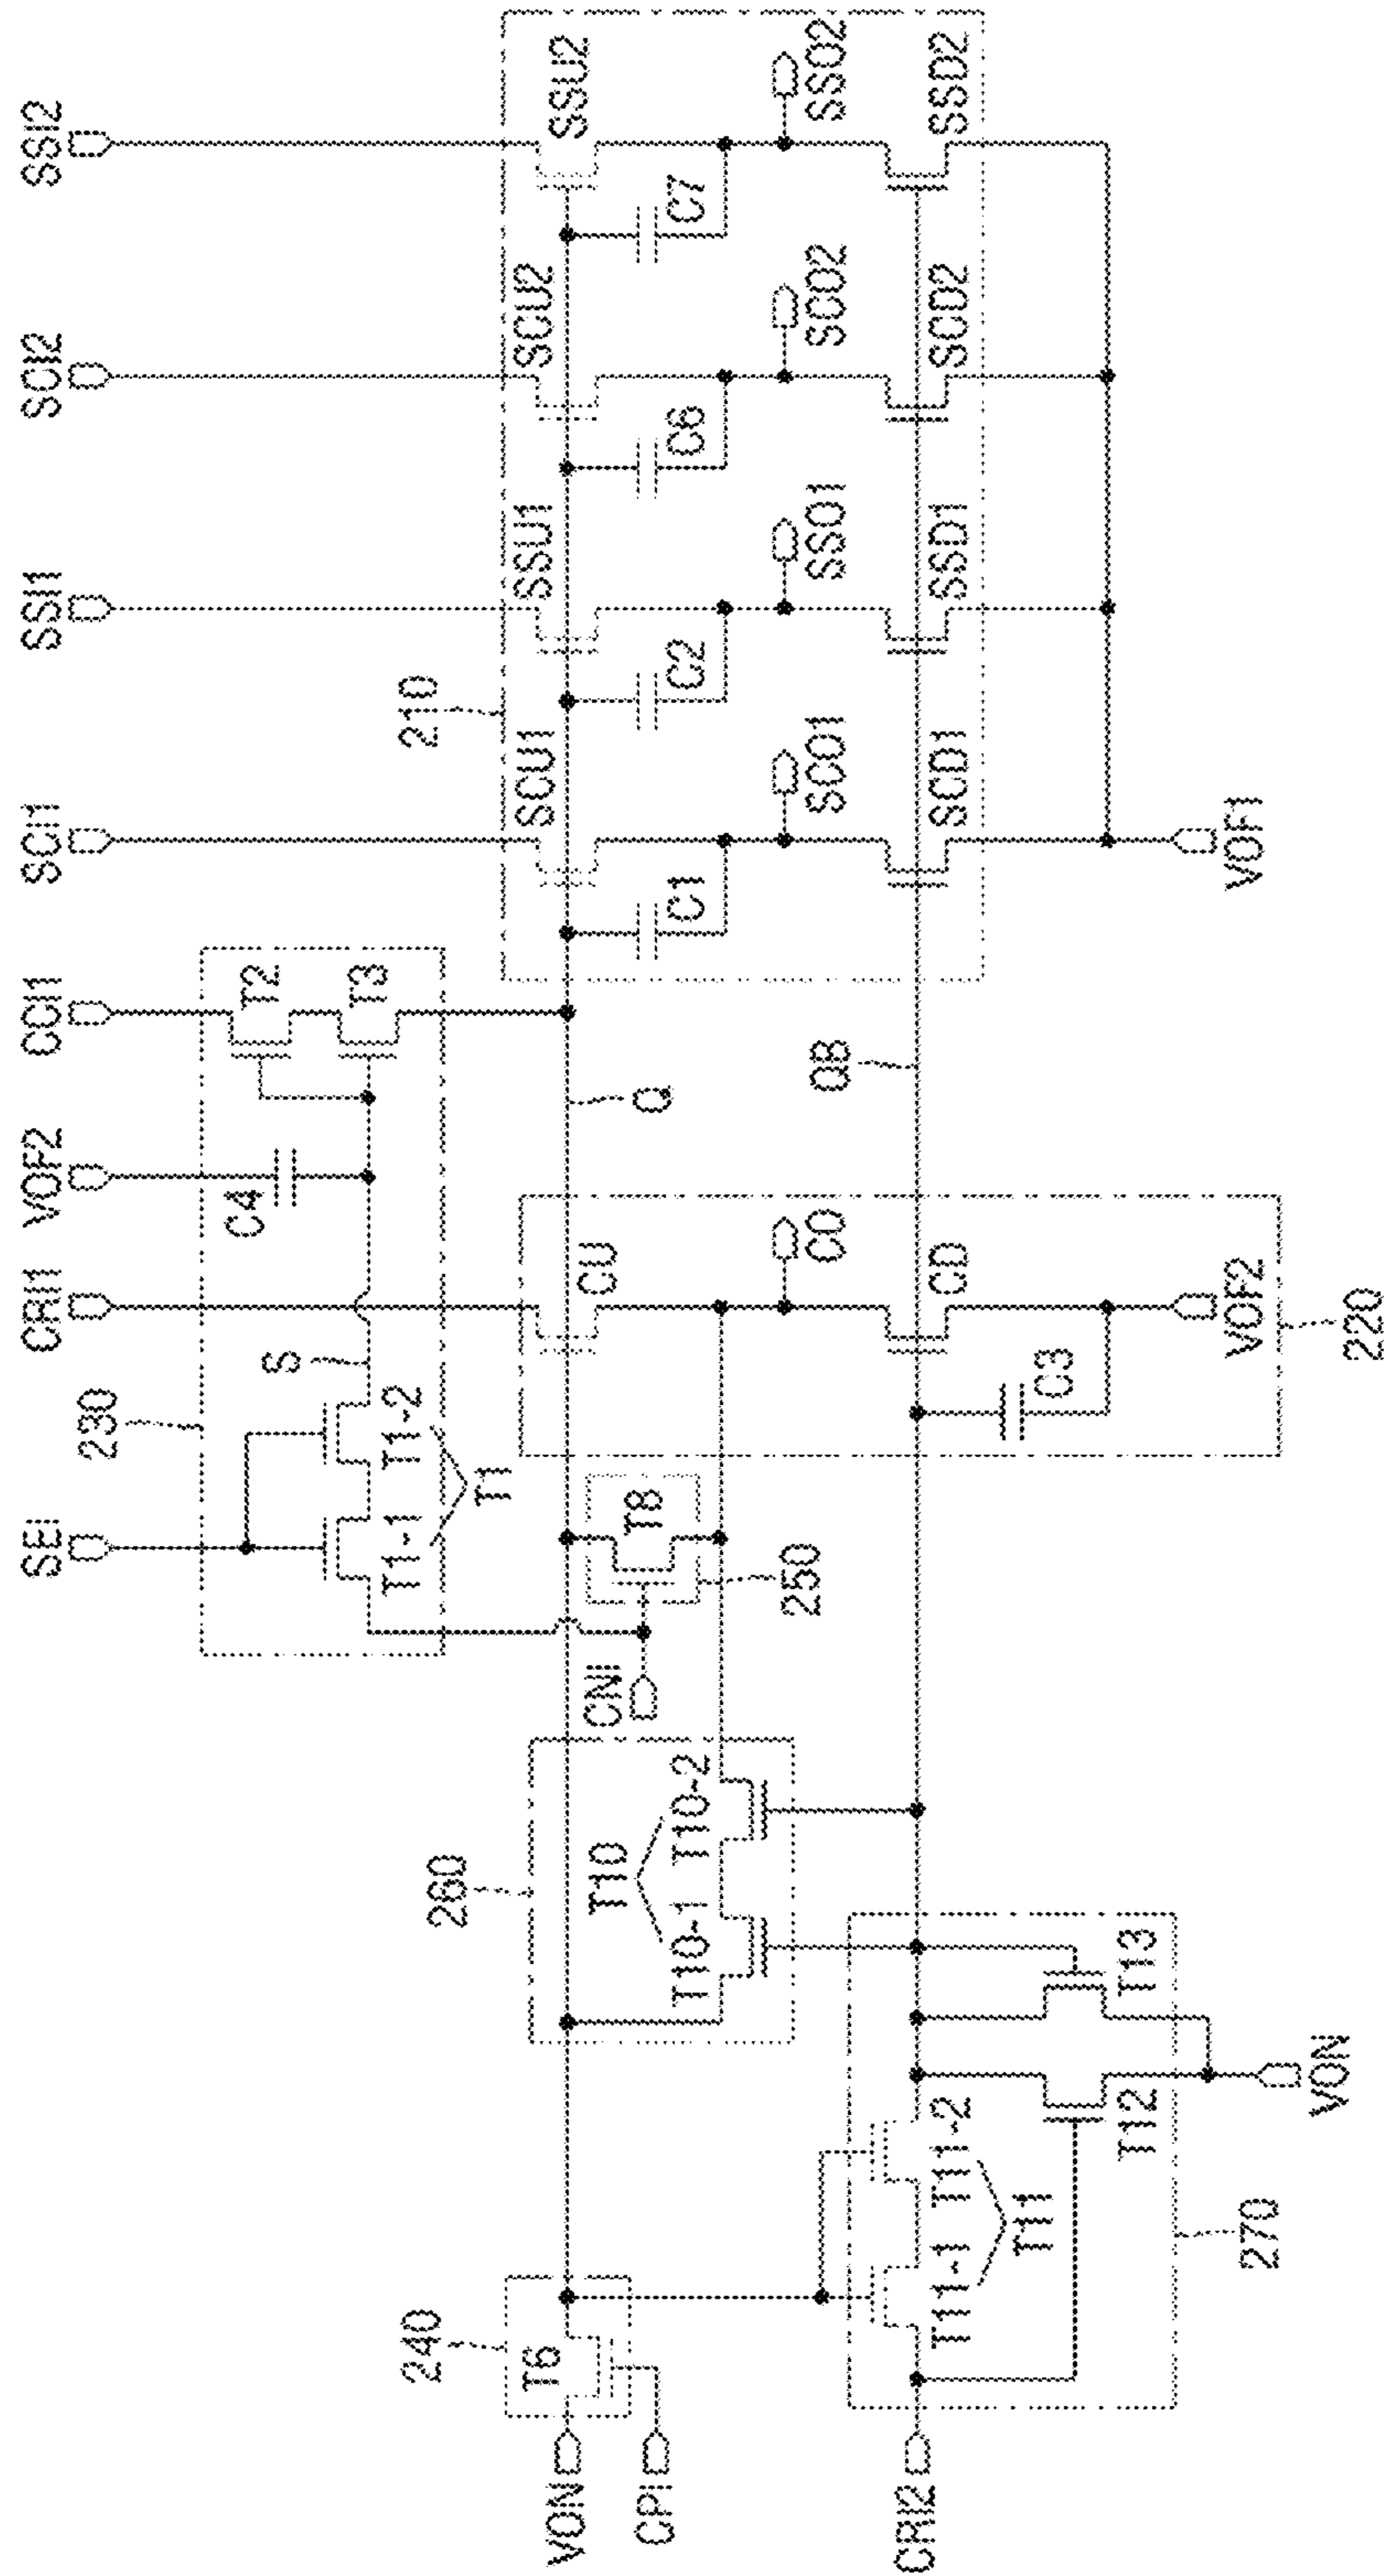 SEI
CRI1
VOF2
CCI1
SCI1
SSI1
SCI2
SSI2
230
T1-1
T1-2
T1
S
C4
T2
T3
210
SCU1
SSU1
SCU2
SSU2
C1
C2
C6
C7
SCO1
SSO1
SCO2
SSO2
SCD1
SSD1
SCD2
SSD2
VOF1
Q
QB
CU
CO
CD
C3
VOF2
220
T8
250
CNI
260
T10
T10-1
T10-2
240
T6
VON
CPI
CRI2
T11-1
T11-2
T11
T12
T13
270
VON